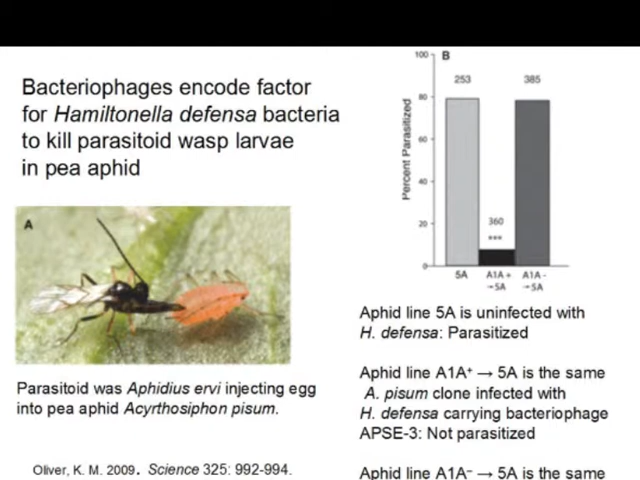 Bacteriophages encode factor
for Hamiltonella defensa bacteria
to kill parasitoid wasp larvae
in pea aphid
A
Parasitoid was Aphidius ervi injecting egg
into pea aphid Acyrthosiphon pisum.
Oliver, K. M. 2009. Science 325: 992-994.
B
Percent Parasitized
100
80
60
40
20
0
253
360
***
385
5A
A1A+
→5A
A1A-
→5A
Aphid line 5A is uninfected with
H. defensa: Parasitized
Aphid line A1A⁺ → 5A is the same
A. pisum clone infected with
H. defensa carrying bacteriophage
APSE-3: Not parasitized
Aphid line A1A⁻ → 5A is the same